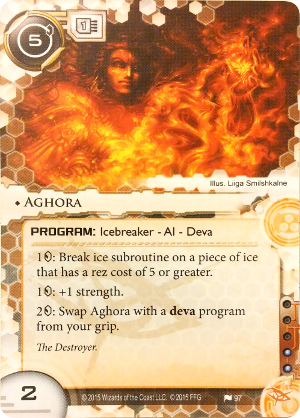 5
1
Illus. Liiga Smilshkalne
◆ AGHORA
PROGRAM: Icebreaker - AI - Deva
1: Break ice subroutine on a piece of ice
that has a rez cost of 5 or greater.
1: +1 strength.
2: Swap Aghora with a deva program
from your grip.
The Destroyer.
2
© 2015 Wizards of the Coast LLC. © 2015 FFG
97